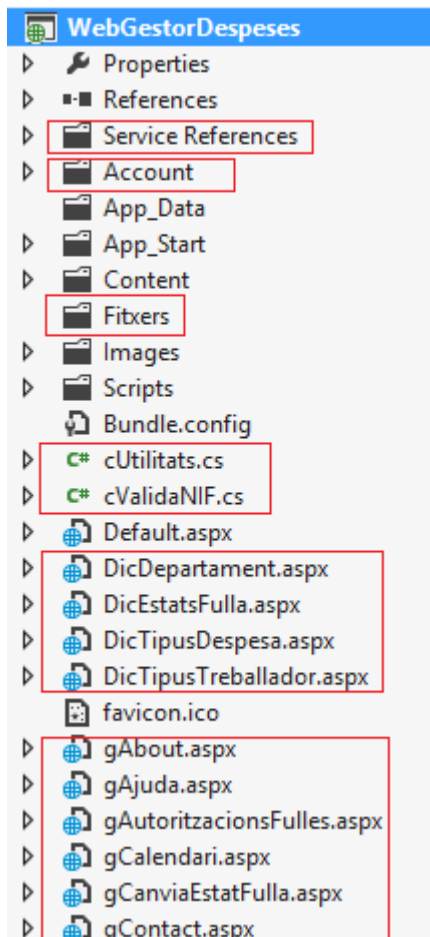 WebGestorDespeses
Properties
References
Service References
Account
App_Data
App_Start
Content
Fitxers
Images
Scripts
Bundle.config
C# cUtilitats.cs
C# cValidaNIF.cs
Default.aspx
DicDepartament.aspx
DicEstatsFulla.aspx
DicTipusDespesa.aspx
DicTipusTreballador.aspx
favicon.ico
gAbout.aspx
gAjuda.aspx
gAutoritzacionsFulles.aspx
gCalendari.aspx
gCanviaEstatFulla.aspx
gContact.aspx